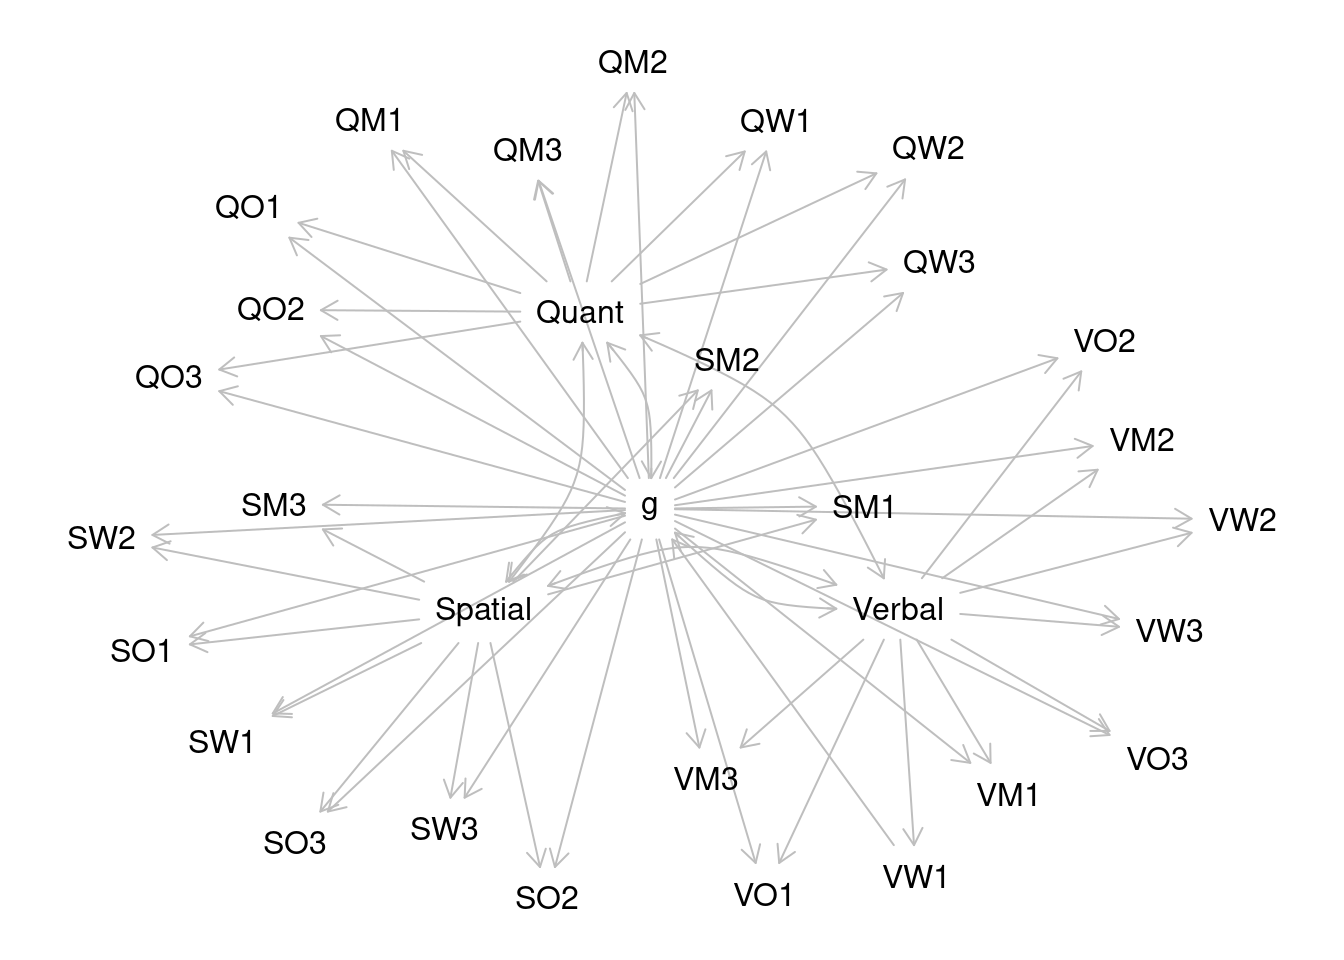 QM2
QM1
QW1
QM3
QW2
QO1
QW3
QO2
Quant
VO2
SM2
QO3
VM2
SM3
g
SM1
VW2
SW2
Spatial
Verbal
VW3
SO1
SW1
VO3
VM3
VM1
SW3
SO3
VW1
VO1
SO2